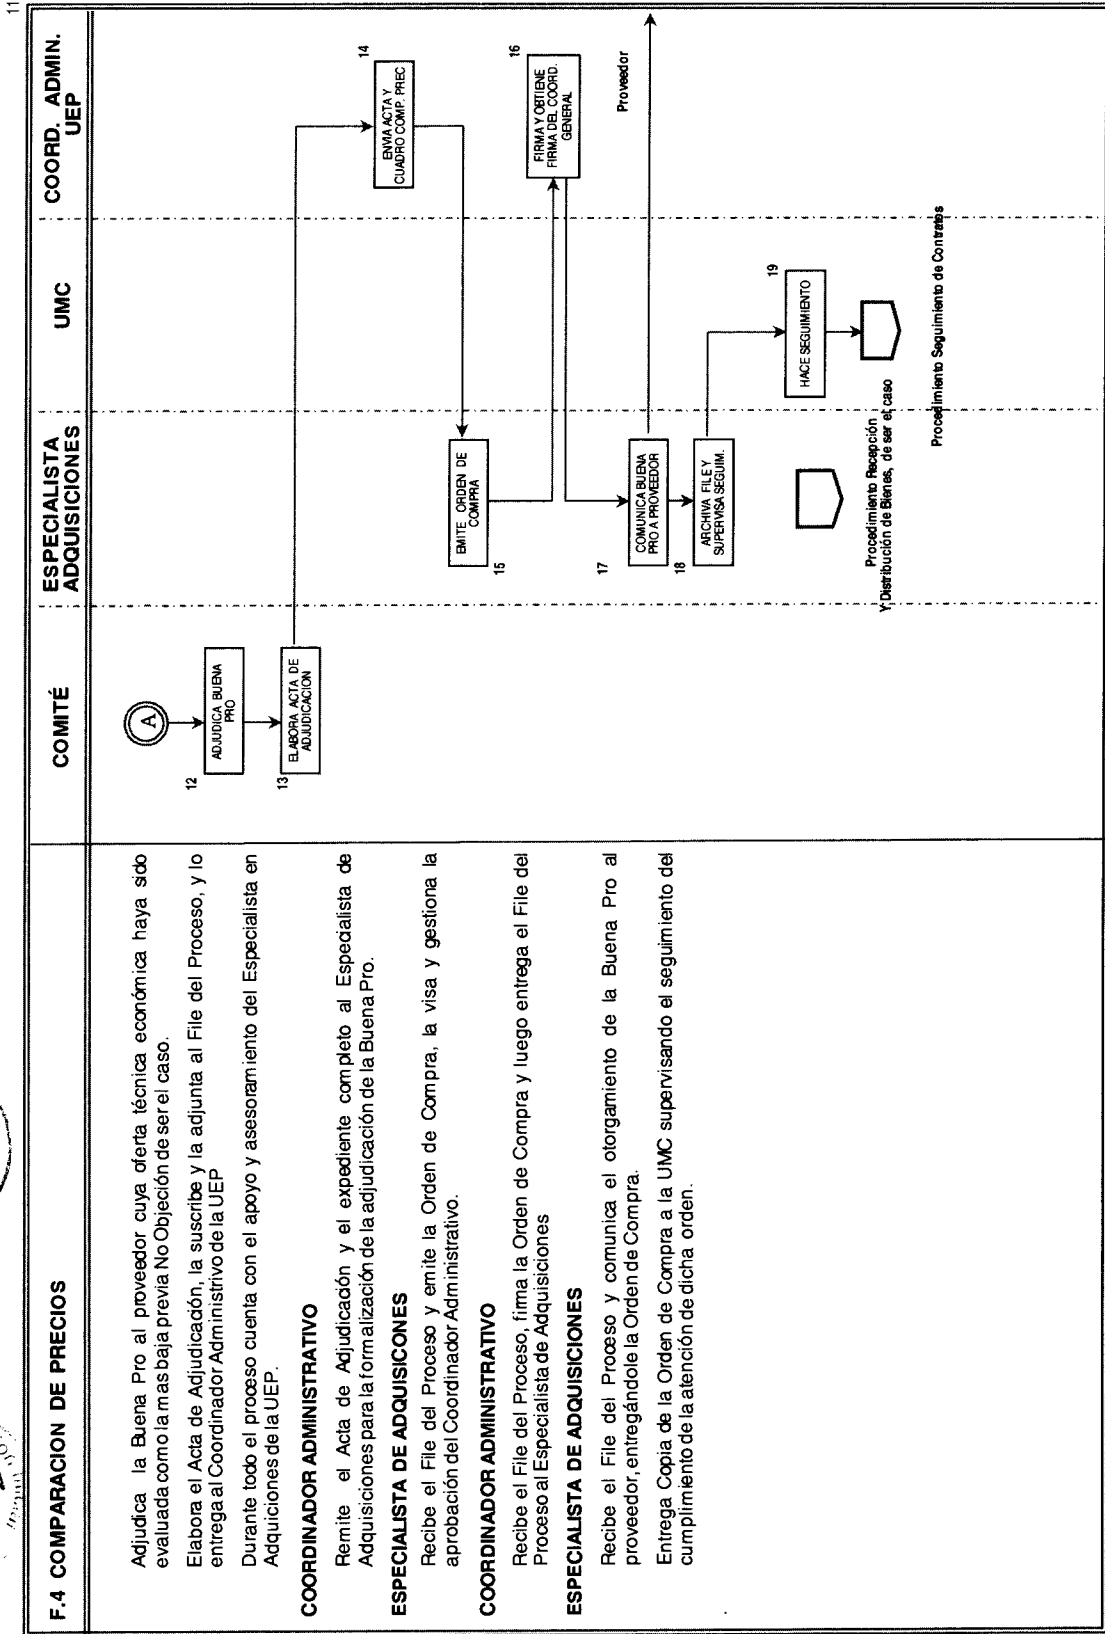 11
F.4 COMPARACION DE PRECIOS
COMITÉ
ESPECIALISTA
ADQUISICIONES
UMC
COORD. ADMIN.
UEP
Adjudica la Buena Pro al proveedor cuya oferta técnica económica haya sido
evaluada como la mas baja previa No Objeción de ser el caso.
Elabora el Acta de Adjudicación, la suscribe y la adjunta al File del Proceso, y lo
entrega al Coordinador Administrivo de la UEP
Durante todo el proceso cuenta con el apoyo y asesoramiento del Especialista en
Adquiciones de la UEP.
COORDINADOR ADMINISTRATIVO
Remite el Acta de Adjudicación y el expediente completo al Especialista de
Adquisiciones para la formalización de la adjudicación de la Buena Pro.
ESPECIALISTA DE ADQUISICONES
Recibe el File del Proceso y emite la Orden de Compra, la visa y gestiona la
aprobación del Coordinador Administrativo.
COORDINADOR ADMINISTRATIVO
Recibe el File del Proceso, firma la Orden de Compra y luego entrega el File del
Proceso al Especialista de Adquisiciones
ESPECIALISTA DE ADQUISICIONES
Recibe el File del Proceso y comunica el otorgamiento de la Buena Pro al
proveedor, entregándole la Orden de Compra.
Entrega Copia de la Orden de Compra a la UMC supervisando el seguimiento del
cumplimiento de la atención de dicha orden.
A
12
ADJUDICA BUENA
PRO
13
ELABORA ACTA DE
ADJUDICACION
14
ENVIA ACTA Y
CUADRO COMP. PREC
15
EMITE ORDEN DE
COMPRA
16
FIRMA Y OBTIENE
FIRMA DEL COORD.
GENERAL
17
COMUNICA BUENA
PRO A PROVEEDOR
Proveedor
18
ARCHIVA FILE Y
SUPERVISA SEGUIM.
19
HACE SEGUIMIENTO
Procedimiento Recepción
Y Distribución de Bienes, de ser el caso
Procedimiento Seguimiento de Contratos